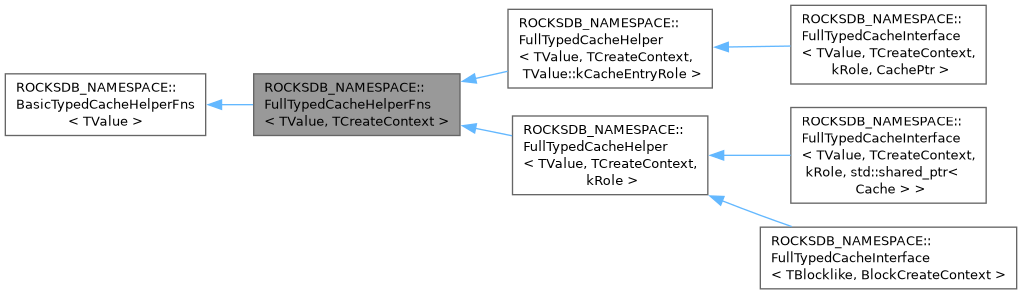 ROCKSDB_NAMESPACE::
BasicTypedCacheHelperFns
< TValue >
ROCKSDB_NAMESPACE::
FullTypedCacheHelperFns
< TValue, TCreateContext >
ROCKSDB_NAMESPACE::
FullTypedCacheHelper
< TValue, TCreateContext,
TValue::kCacheEntryRole >
ROCKSDB_NAMESPACE::
FullTypedCacheInterface
< TValue, TCreateContext,
kRole, CachePtr >
ROCKSDB_NAMESPACE::
FullTypedCacheHelper
< TValue, TCreateContext,
kRole >
ROCKSDB_NAMESPACE::
FullTypedCacheInterface
< TValue, TCreateContext,
kRole, std::shared_ptr<
Cache > >
ROCKSDB_NAMESPACE::
FullTypedCacheInterface
< TBlocklike, BlockCreateContext >